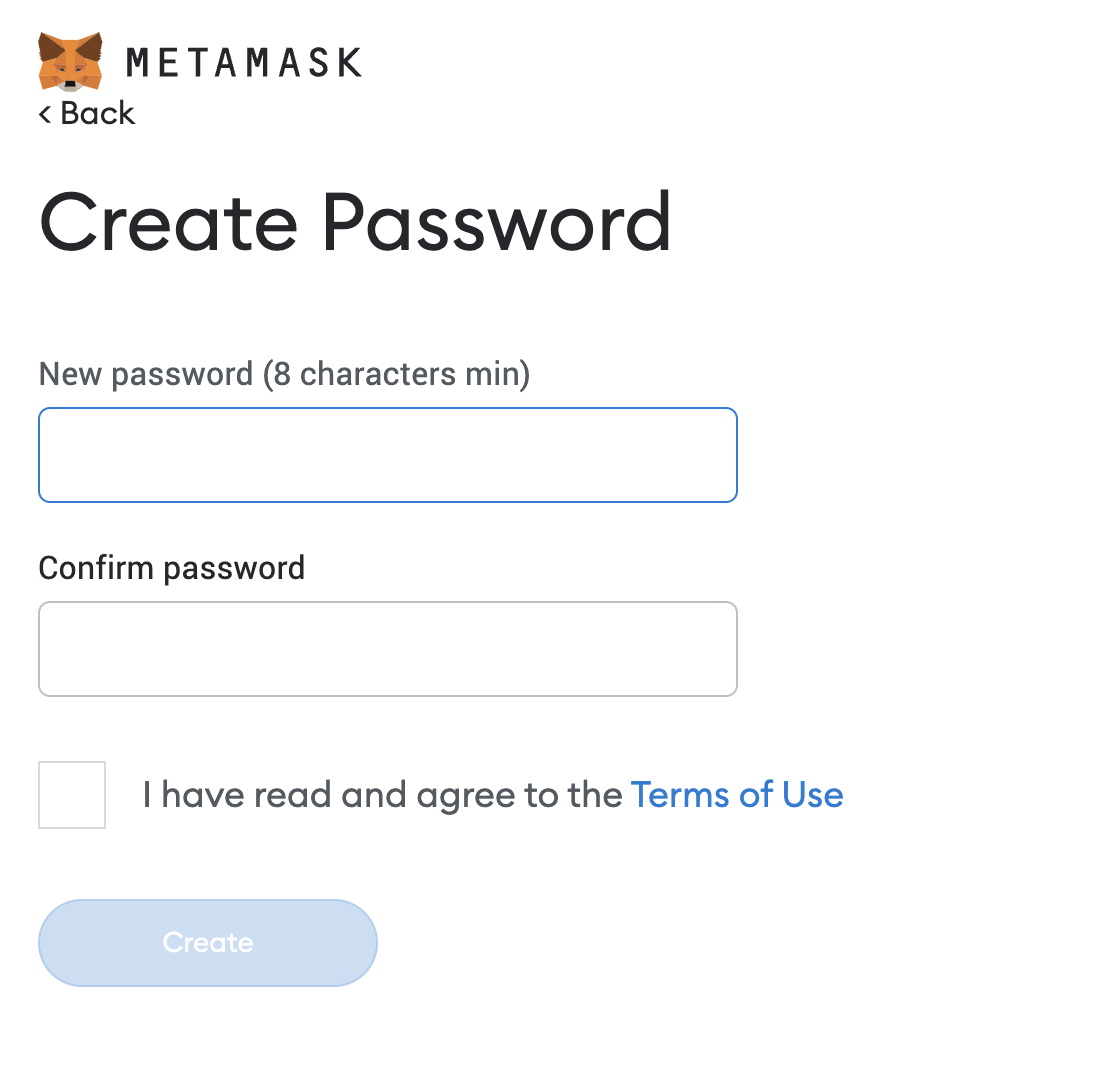 METAMASK
< Back
Create Password
New password (8 characters min)
Confirm password
I have read and agree to the Terms of Use
Create